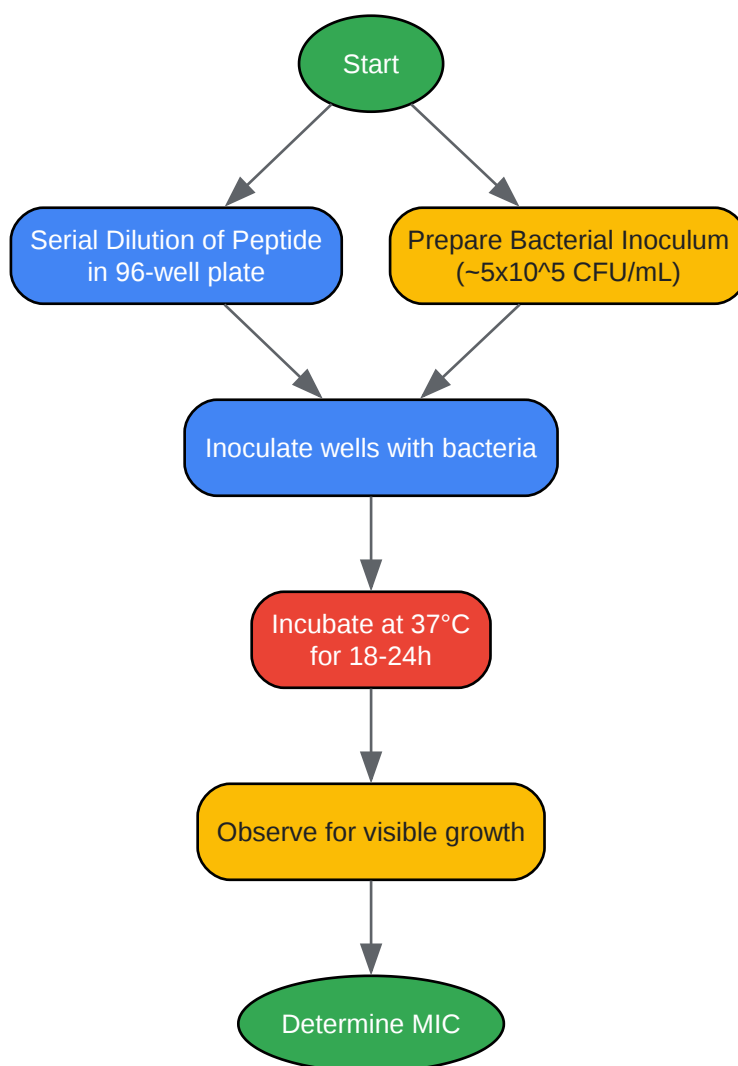 Start
Serial Dilution of Peptide
in 96-well plate
Prepare Bacterial Inoculum
(~5x10^5 CFU/mL)
Inoculate wells with bacteria
Incubate at 37°C
for 18-24h
Observe for visible growth
Determine MIC